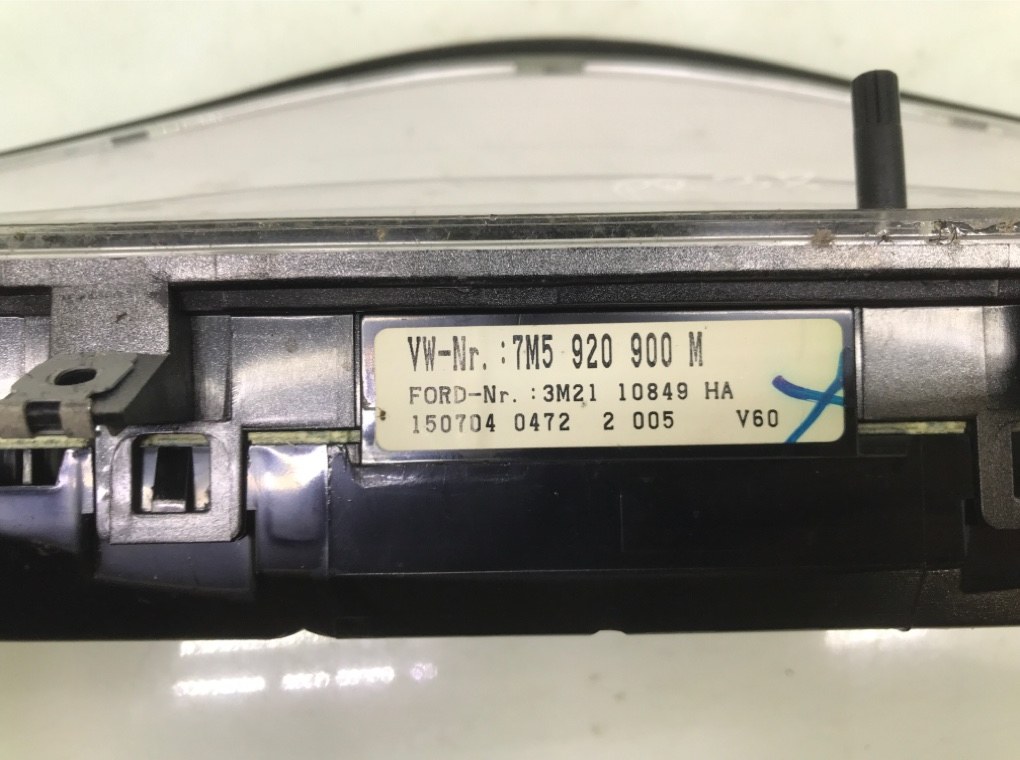 VW-Nr. :7M5 920 900 M
FORD-Nr. :3M21 10849 HA
150704 0472 2 005 V60